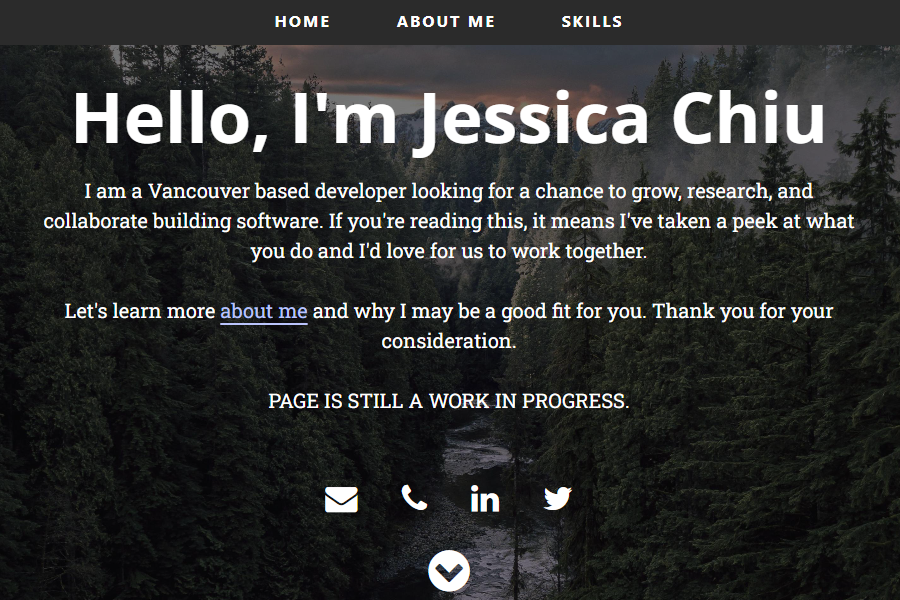 HOME ABOUT ME SKILLS
Hello, I'm Jessica Chiu
I am a Vancouver based developer looking for a chance to grow, research, and
collaborate building software. If you're reading this, it means I've taken a peek at what
you do and I'd love for us to work together.
Let's learn more about me and why I may be a good fit for you. Thank you for your
consideration.
PAGE IS STILL A WORK IN PROGRESS.
in